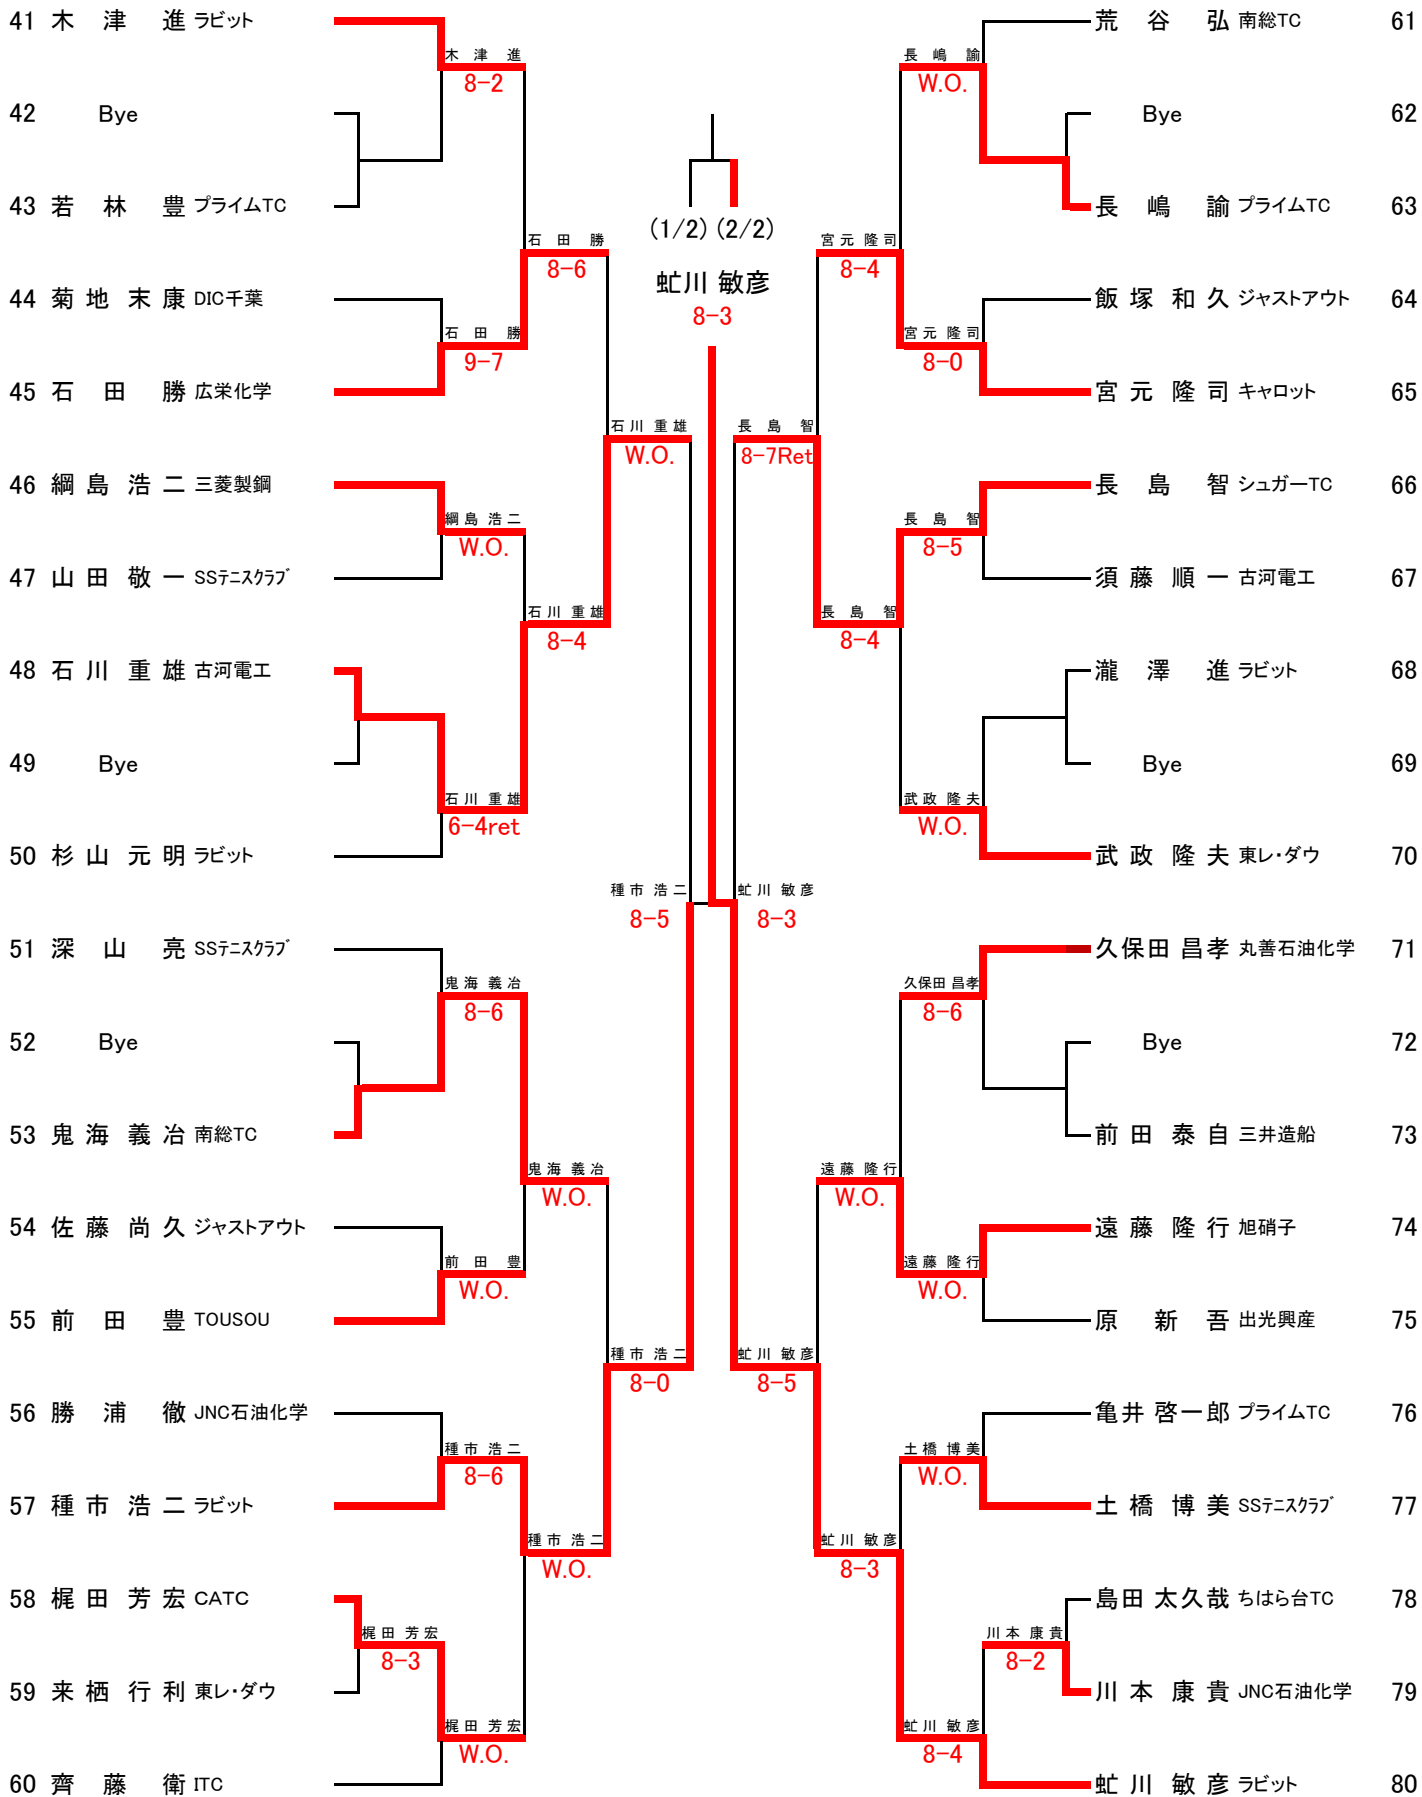 41 木 津 進 ラビット
42 Bye
43 若 林 豊 プライムTC
44 菊 地 末 康 DIC千葉
45 石 田 勝 広栄化学
46 綱 島 浩 二 三菱製鋼
47 山 田 敬 一 SSテニスクラブ
48 石 川 重 雄 古河電工
49 Bye
50 杉 山 元 明 ラビット
51 深 山 亮 SSテニスクラブ
52 Bye
53 鬼 海 義 冶 南総TC
54 佐 藤 尚 久 ジャストアウト
55 前 田 豊 TOUSOU
56 勝 浦 徹 JNC石油化学
57 種 市 浩 二 ラビット
58 梶 田 芳 宏 CATC
59 来 栖 行 利 東レ・ダウ
60 齊 藤 衛 ITC
梶 田 芳 宏
8-3
木 津 進
8-2
石 田 勝
9-7
綱 島 浩 二
W.O.
石 川 重 雄
6-4ret
鬼 海 義 冶
8-6
前 田 豊
W.O.
種 市 浩 二
8-6
梶 田 芳 宏
W.O.
石 田 勝
8-6
石 川 重 雄
8-4
鬼 海 義 冶
W.O.
種 市 浩 二
W.O.
石 川 重 雄
W.O.
種 市 浩 二
8-0
種 市 浩 二
8-5
(1/2) (2/2)
虻川 敏彦
8-3
虻 川 敏 彦
8-3
長 島 智
8-7Ret
虻 川 敏 彦
8-5
宮 元 隆 司
8-4
長 島 智
8-4
遠 藤 隆 行
W.O.
虻 川 敏 彦
8-3
長 嶋 諭
W.O.
宮 元 隆 司
8-0
長 島 智
8-5
武 政 隆 夫
W.O.
久保田 昌孝
8-6
遠 藤 隆 行
W.O.
土 橋 博 美
W.O.
虻 川 敏 彦
8-4
川 本 康 貴
8-2
荒 谷 弘 南総TC 61
Bye 62
長 嶋 諭 プライムTC 63
飯 塚 和 久 ジャストアウト 64
宮 元 隆 司 キャロット 65
長 島 智 シュガーTC 66
須 藤 順 一 古河電工 67
瀧 澤 進 ラビット 68
Bye 69
武 政 隆 夫 東レ・ダウ 70
久保田 昌孝 丸善石油化学 71
Bye 72
前 田 泰 自 三井造船 73
遠 藤 隆 行 旭硝子 74
原 新 吾 出光興産 75
亀井 啓一郎 プライムTC 76
土 橋 博 美 SSテニスクラブ 77
島田 太久哉 ちはら台TC 78
川 本 康 貴 JNC石油化学 79
虻 川 敏 彦 ラビット 80